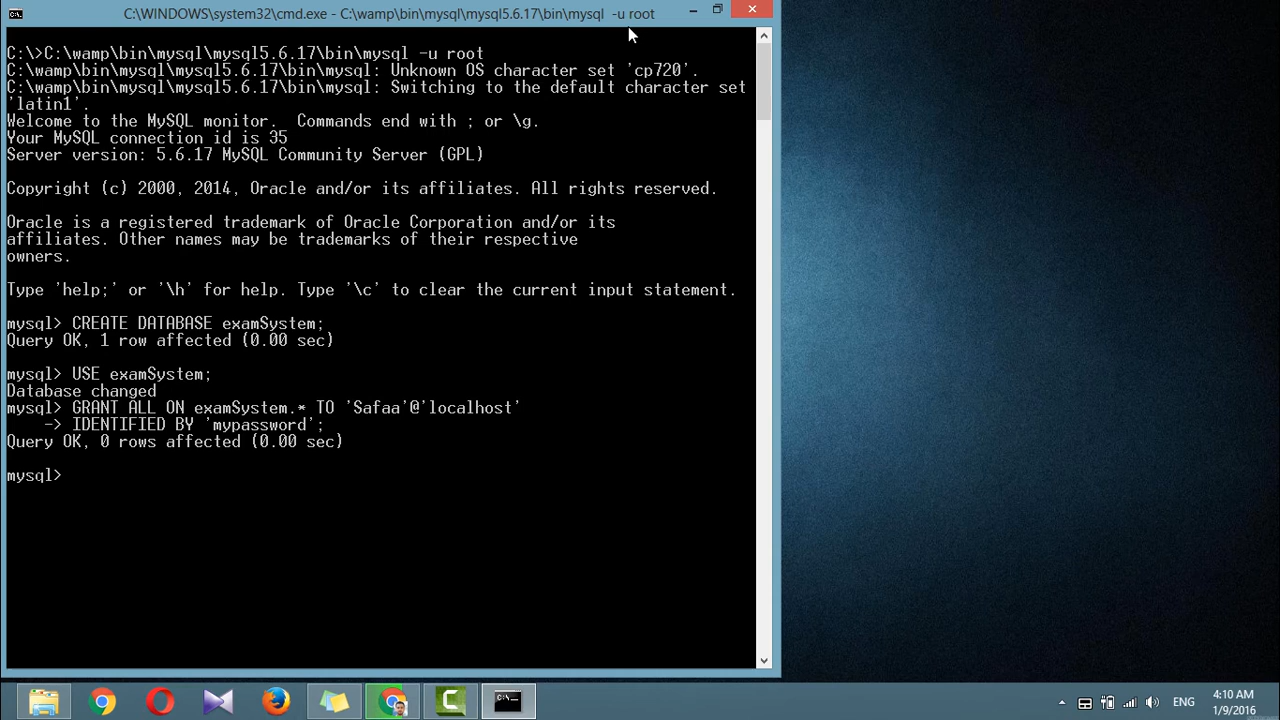 C:\WINDOWS\system32\cmd.exe - C:\wamp\bin\mysql\mysql5.6.17\bin\mysql  -u root
C:\>C:\wamp\bin\mysql\mysql5.6.17\bin\mysql -u root
C:\wamp\bin\mysql\mysql5.6.17\bin\mysql: Unknown OS character set 'cp720'.
C:\wamp\bin\mysql\mysql5.6.17\bin\mysql: Switching to the default character set
'latin1'.
Welcome to the MySQL monitor.  Commands end with ; or \g.
Your MySQL connection id is 35
Server version: 5.6.17 MySQL Community Server (GPL)
Copyright (c) 2000, 2014, Oracle and/or its affiliates. All rights reserved.
Oracle is a registered trademark of Oracle Corporation and/or its
affiliates. Other names may be trademarks of their respective
owners.
Type 'help;' or '\h' for help. Type '\c' to clear the current input statement.
mysql> CREATE DATABASE examSystem;
Query OK, 1 row affected (0.00 sec)
mysql> USE examSystem;
Database changed
mysql> GRANT ALL ON examSystem.* TO 'Safaa'@'localhost'
    -> IDENTIFIED BY 'mypassword';
Query OK, 0 rows affected (0.00 sec)
mysql>
C:\_
ENG
4:10 AM
1/9/2016